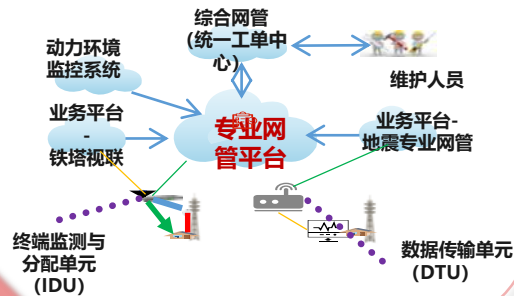 综合网管
（统一工单中
心）
动力环境
监控系统
维护人员
业务平台
-
铁塔视联
专业网
管平台
业务平台-
地震专业网管
终端监测与
分配单元
（IDU）
数据传输单元
（DTU）